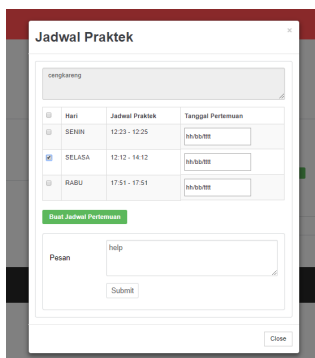 Jadwal Praktek
×
cengkareng
Hari Jadwal Praktek Tanggal Pertemuan
SENIN 12:23 - 12:25 hh/bb/tttt
SELASA 12:12 - 14:12 hh/bb/tttt
RABU 17:51 - 17:51 hh/bb/tttt
Buat Jadwal Pertemuan
Pesan
help
Submit
Close